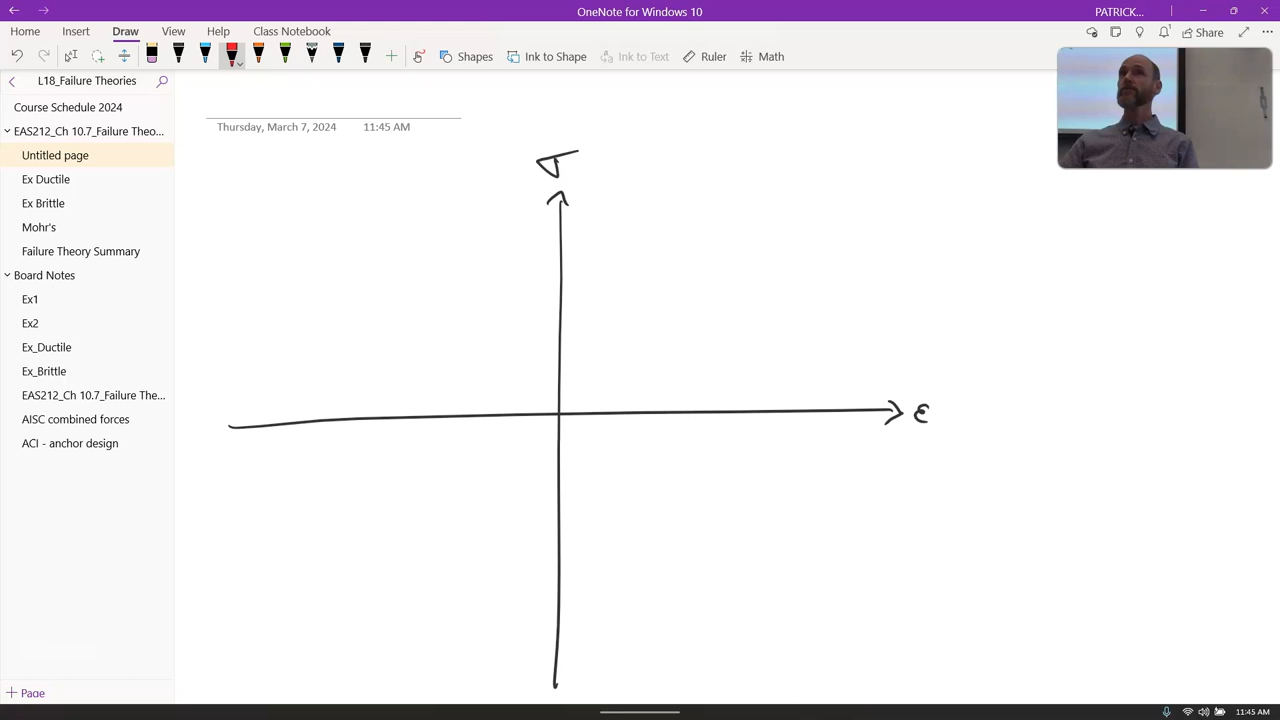 OneNote for Windows 10
PATRICK...
Home Insert Draw View Help Class Notebook
Share
Shapes Ink to Shape Ink to Text Ruler Math
L18_Failure Theories
Course Schedule 2024
EAS212_Ch 10.7_Failure Theo...
Untitled page
Ex Ductile
Ex Brittle
Mohr's
Failure Theory Summary
Board Notes
Ex1
Ex2
Ex_Ductile
Ex_Brittle
EAS212_Ch 10.7_Failure The...
AISC combined forces
ACI - anchor design
+ Page
Thursday, March 7, 2024 11:45 AM
σ
ε
11:45 AM